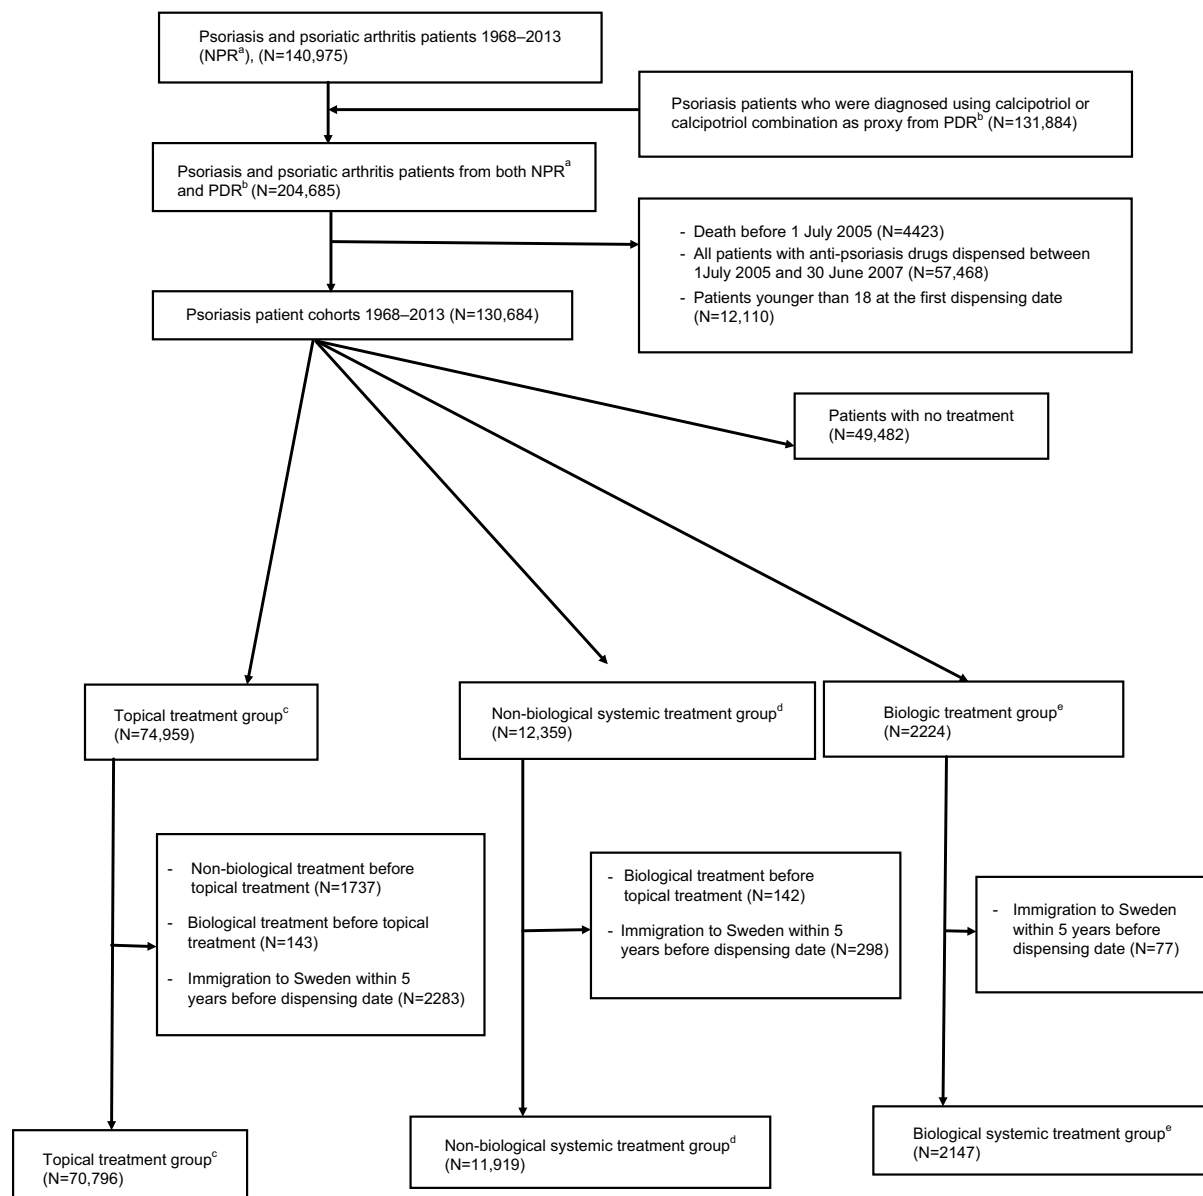 Psoriasis and psoriatic arthritis patients 1968–2013
(NPRa), (N=140,975)
Psoriasis patients who were diagnosed using calcipotriol or
calcipotriol combination as proxy from PDRb (N=131,884)
Psoriasis and psoriatic arthritis patients from both NPRa
and PDRb (N=204,685)
- Death before 1 July 2005 (N=4423)
- All patients with anti-psoriasis drugs dispensed between
1July 2005 and 30 June 2007 (N=57,468)
- Patients younger than 18 at the first dispensing date
(N=12,110)
Psoriasis patient cohorts 1968–2013 (N=130,684)
Patients with no treatment
(N=49,482)
Topical treatment groupc
(N=74,959)
Non-biological systemic treatment groupd
(N=12,359)
Biologic treatment groupe
(N=2224)
- Non-biological treatment before
topical treatment (N=1737)
- Biological treatment before topical
treatment (N=143)
- Immigration to Sweden within 5
years before dispensing date (N=2283)
- Biological treatment before
topical treatment (N=142)
- Immigration to Sweden within 5
years before dispensing date (N=298)
- Immigration to Sweden
within 5 years before
dispensing date (N=77)
Topical treatment groupc
(N=70,796)
Non-biological systemic treatment groupd
(N=11,919)
Biological systemic treatment groupe
(N=2147)